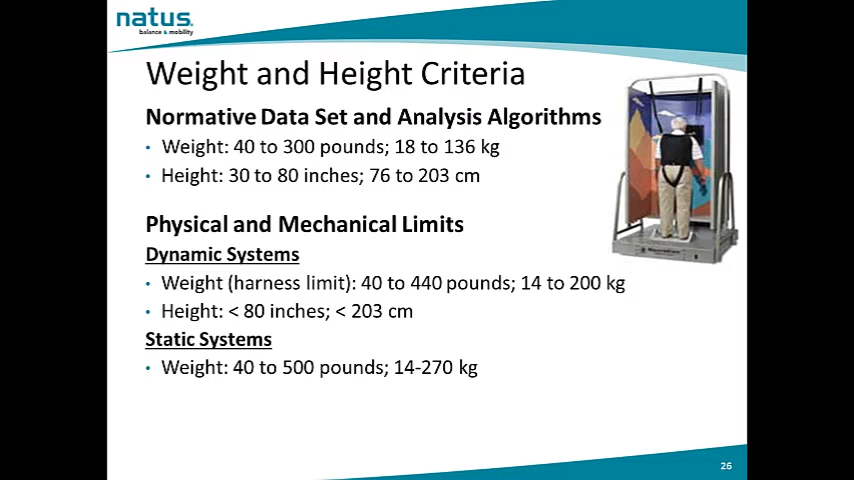 natus.
balance & mobility
Weight and Height Criteria
Normative Data Set and Analysis Algorithms
• Weight: 40 to 300 pounds; 18 to 136 kg
• Height: 30 to 80 inches; 76 to 203 cm
Physical and Mechanical Limits
Dynamic Systems
• Weight (harness limit): 40 to 440 pounds; 14 to 200 kg
• Height: < 80 inches; < 203 cm
Static Systems
• Weight: 40 to 500 pounds; 14-270 kg
26